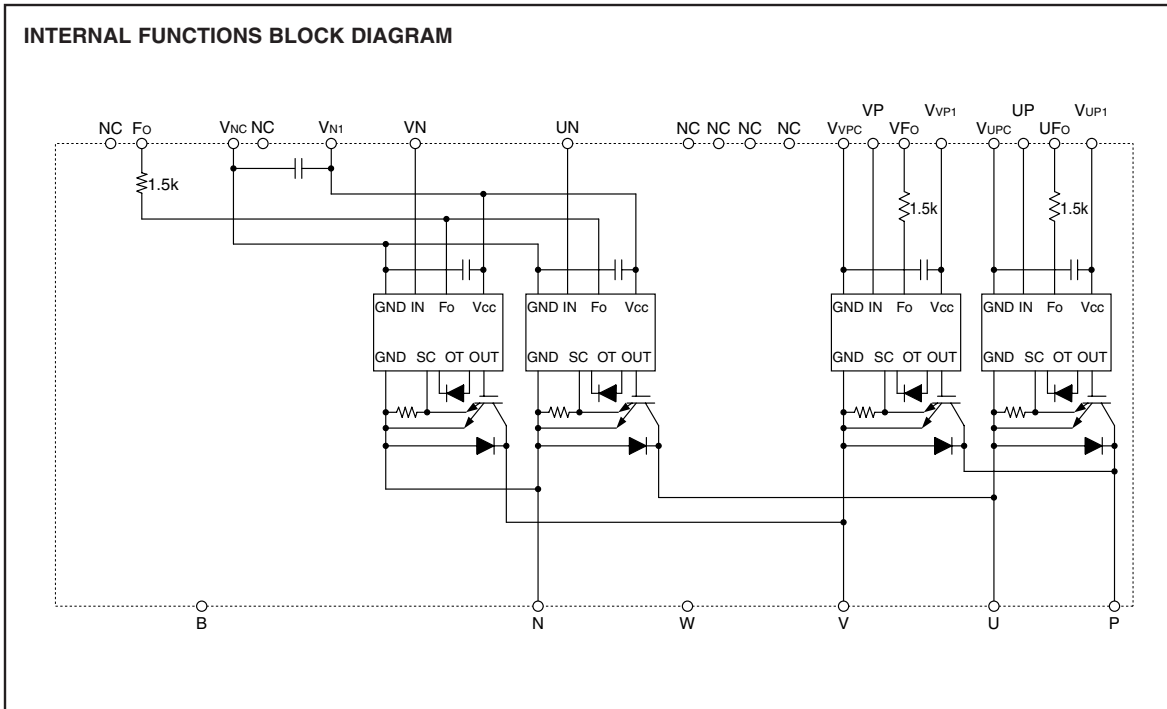 INTERNAL FUNCTIONS BLOCK DIAGRAM
VP VVP1 UP VUP1
NC FO VNC NC VN1 VN UN NC NC NC NC VVPC VFO VUPC UFO
1.5k 1.5k 1.5k
GND IN Fo Vcc GND IN Fo Vcc GND IN Fo Vcc GND IN Fo Vcc
GND SC OT OUT GND SC OT OUT GND SC OT OUT GND SC OT OUT
B N W V U P